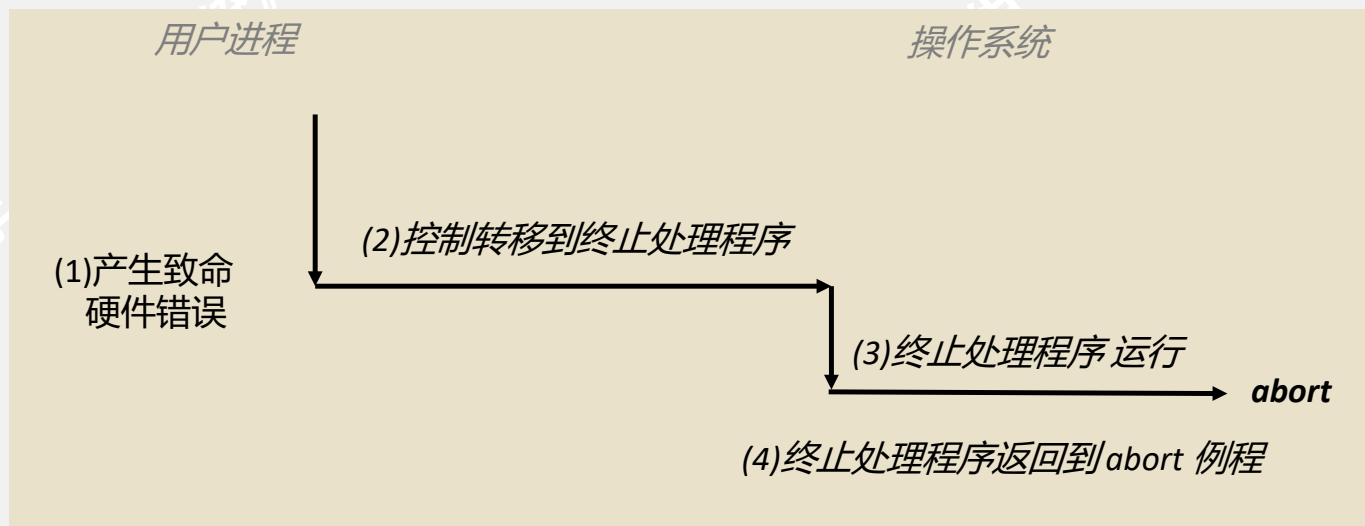 用户进程
操作系统
(2)控制转移到终止处理程序
(1)产生致命
硬件错误
(3)终止处理程序 运行
abort
(4)终止处理程序返回到 abort 例程